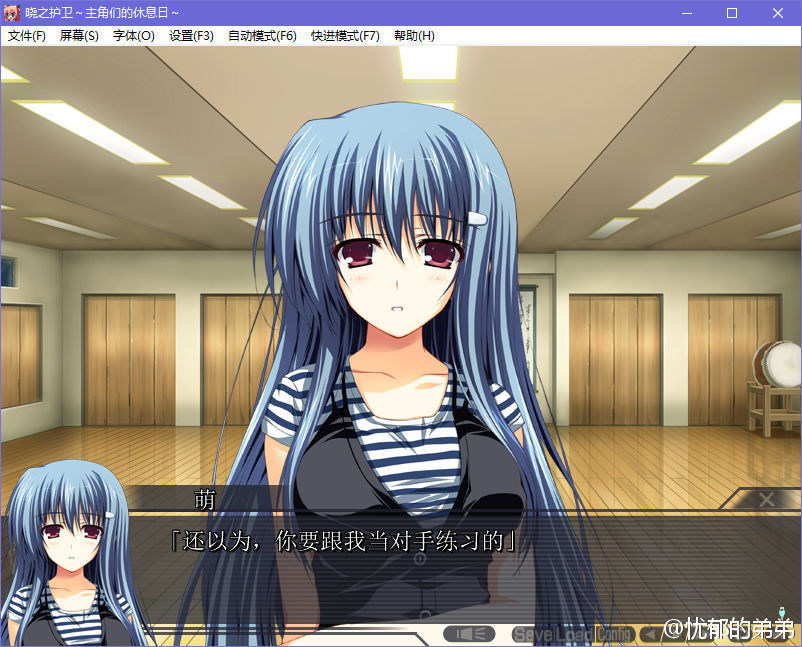 晓之护卫～主角们的休息日～
文件(F) 屏幕(S) 字体(O) 设置(F3) 自动模式(F6) 快进模式(F7) 帮助(H)
萌
「还以为，你要跟我当对手练习的」
Save Load Config
@忧郁的弟弟